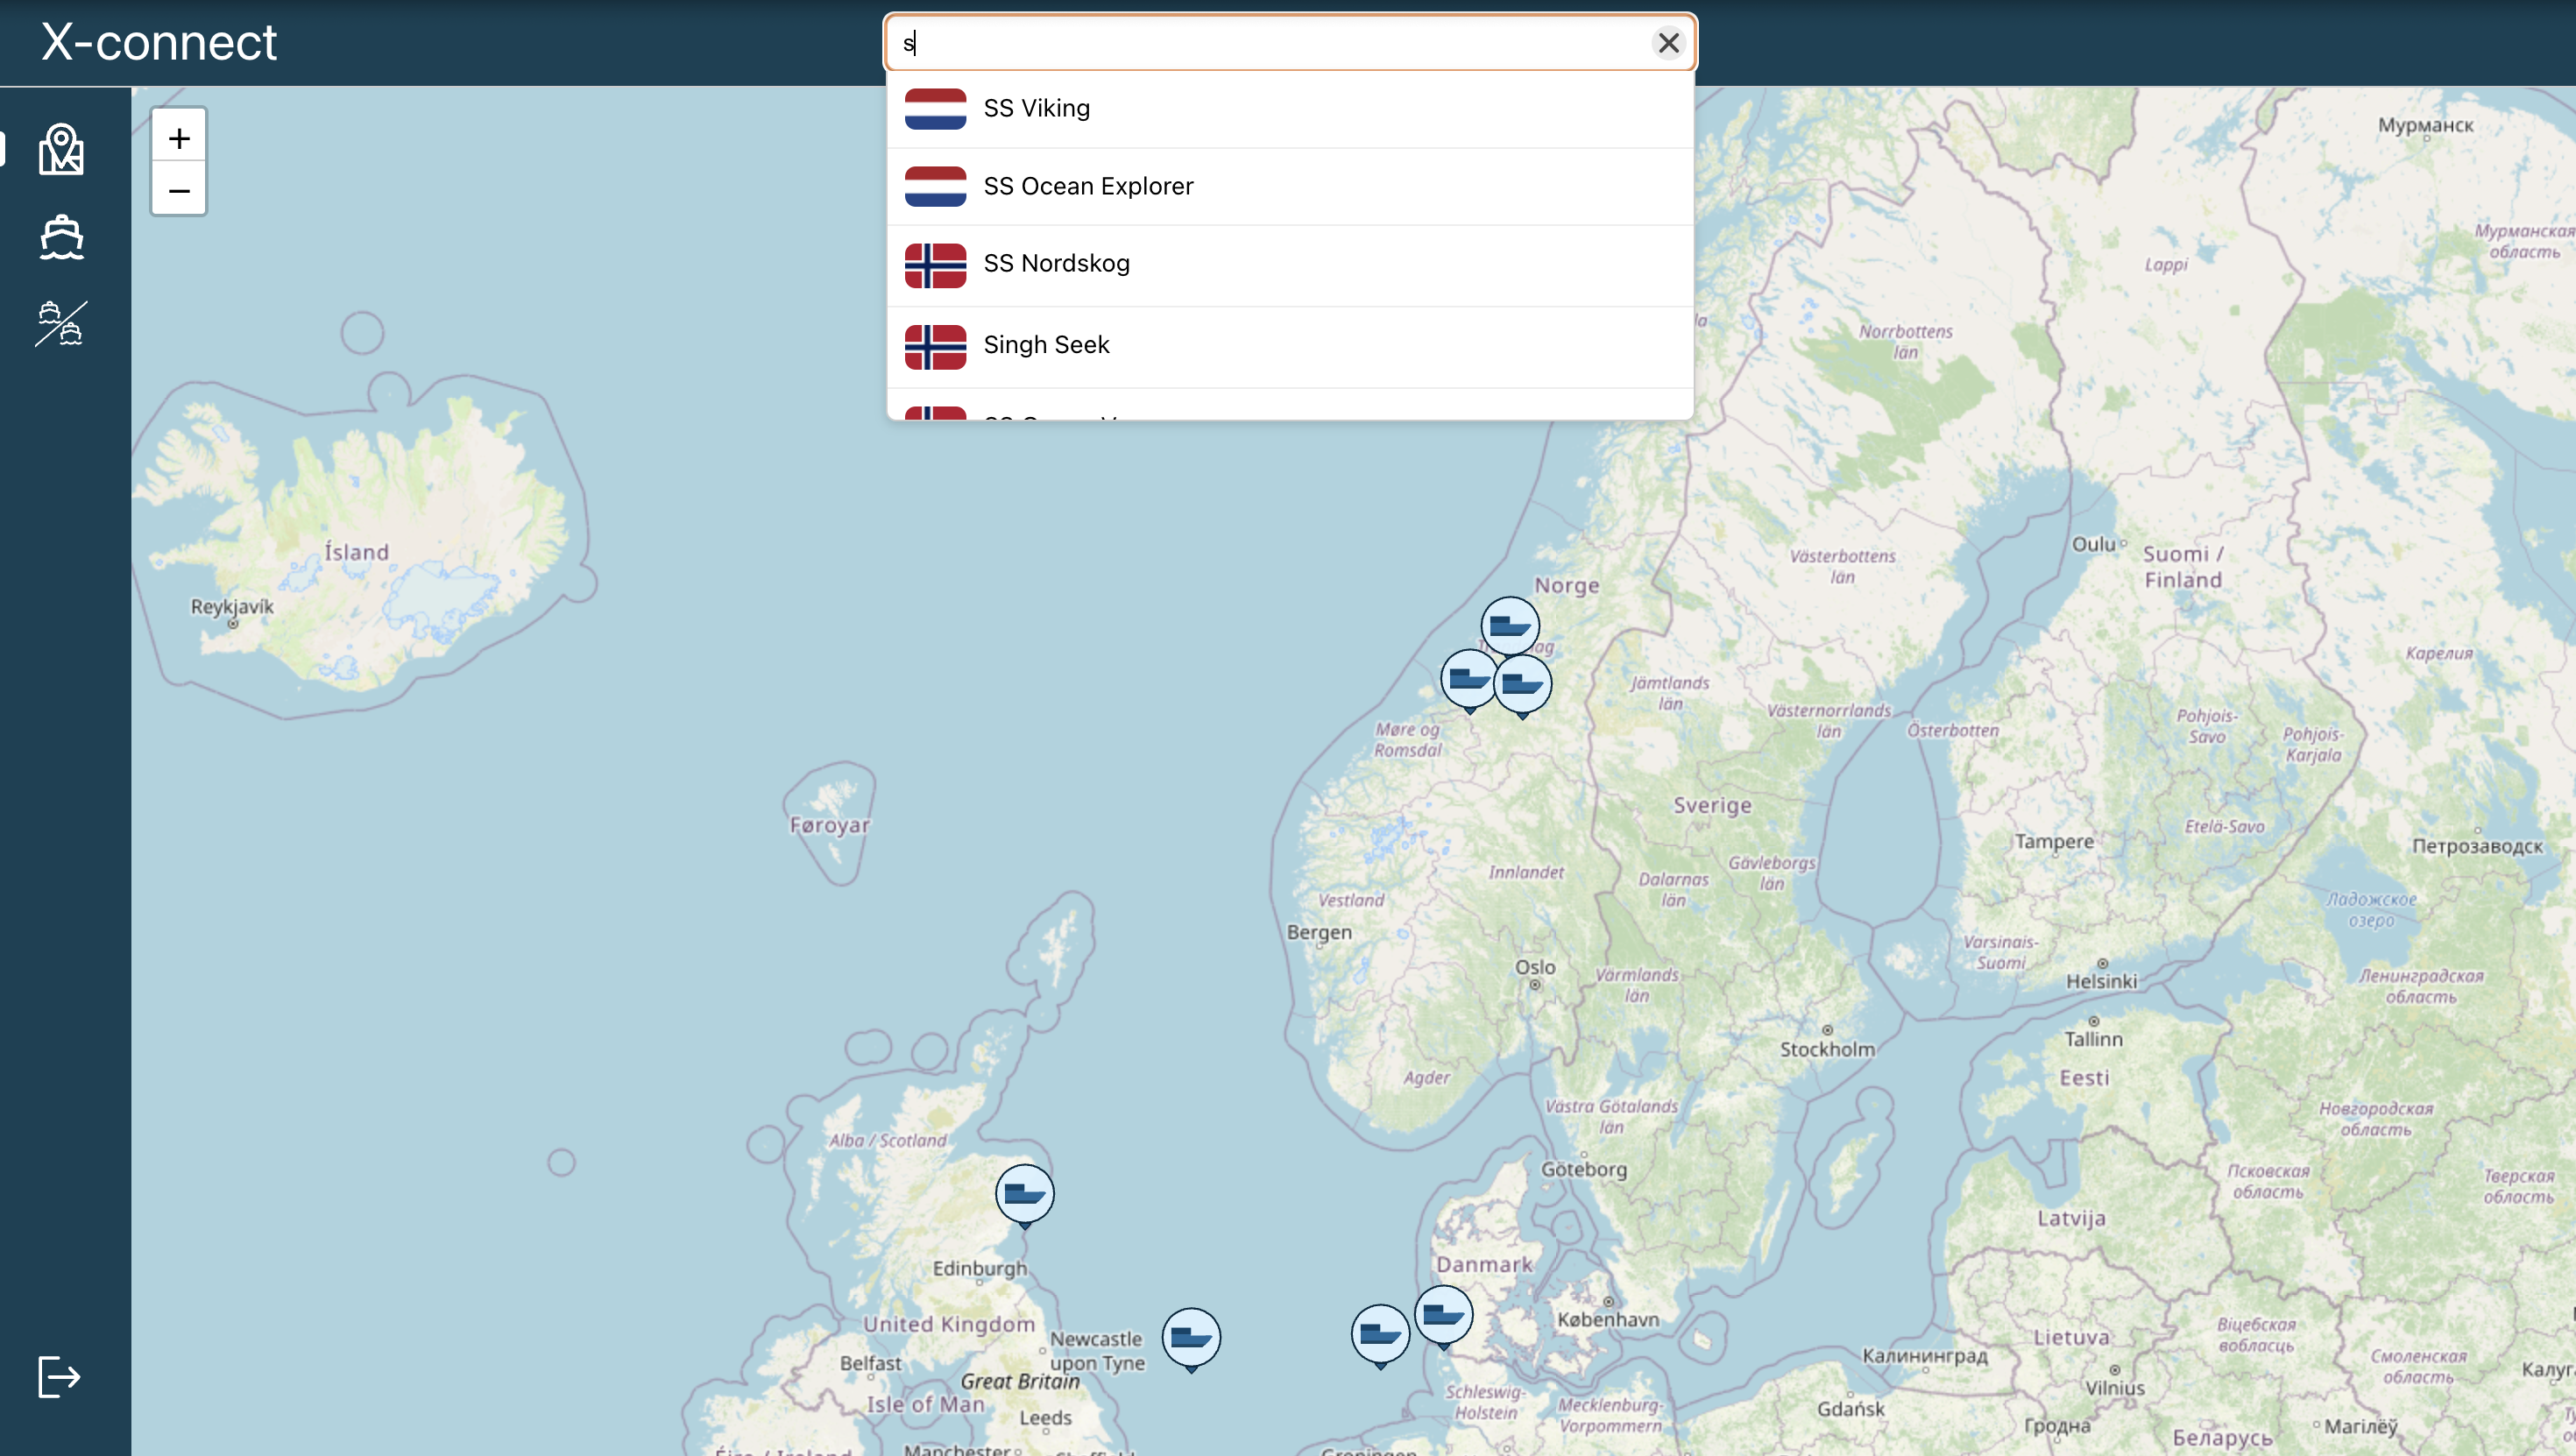 X-connect
s
SS Viking
SS Ocean Explorer
SS Nordskog
Singh Seek
+
−
Мурманск
Мурманская
область
Lappi
Norrbottens
län
Ísland
Reykjavík
Oulu
Suomi /
Finland
Västerbottens
län
Norge
Карелия
Jämtlands
län
Västernorrlands
län
Österbotten
Pohjois-
Savo
Pohjois-
Karjala
Møre og
Romsdal
Føroyar
Sverige
Tampere
Etelä-Savo
Петрозаводск
Innlandet
Dalarnas
län
Gävleborgs
län
Vestland
Bergen
Ладожское
озеро
Varsinais-
Suomi
Helsinki
Oslo
Värmlands
län
Ленинградская
область
Stockholm
Tallinn
Eesti
Agder
Västra Götalands
län
Новгородская
область
Alba / Scotland
Göteborg
Псковская
область
Тверская
область
Latvija
Edinburgh
Danmark
København
United Kingdom
Newcastle
upon Tyne
Belfast
Great Britain
Isle of Man
Leeds
Lietuva
Віцебская
вобласць
Калининград
Vilnius
Смоленская
область
Schleswig-
Holstein
Mecklenburg-
Vorpommern
Gdańsk
Гродна
Магілёў
Беларусь
Manchester